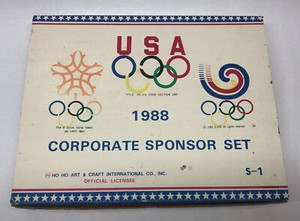 USA
1988
CORPORATE SPONSOR SET
HO HO ART & CRAFT INTERNATIONAL CO., INC.
OFFICIAL LICENSEE
S-1